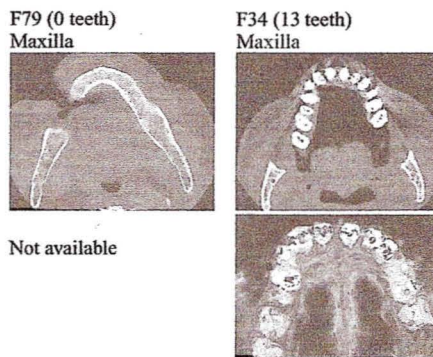 F79 (0 teeth)
Maxilla
Not available
F34 (13 teeth)
Maxilla